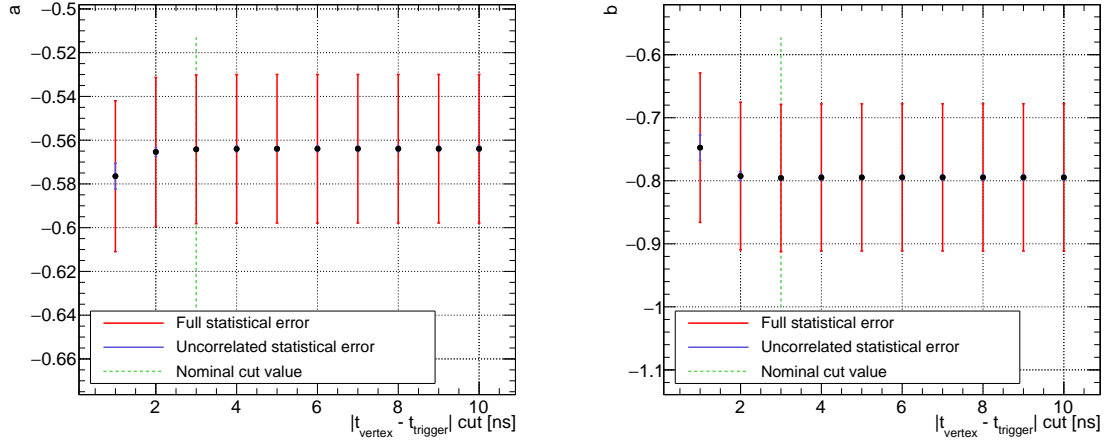 a
−0.5
−0.52
−0.54
−0.56
−0.58
−0.6
−0.62
−0.64
−0.66
Full statistical error
Uncorrelated statistical error
Nominal cut value
2 4 6 8 10
|t_vertex - t_trigger| cut [ns]
b
−0.6
−0.7
−0.8
−0.9
−1
−1.1
Full statistical error
Uncorrelated statistical error
Nominal cut value
2 4 6 8 10
|t_vertex - t_trigger| cut [ns]